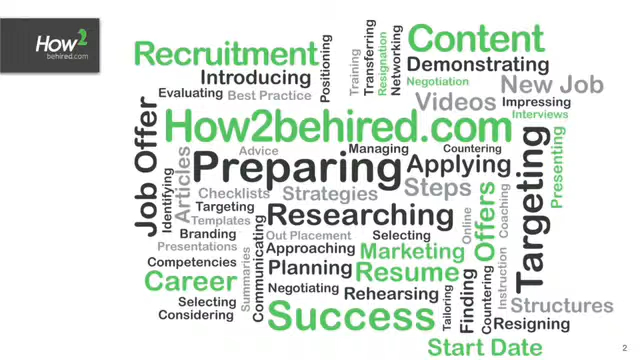 How2
behired.com
Recruitment
Introducing
Evaluating
Best Practice
Positioning
Training
Transferring
Resignation
Networking
Content
Demonstrating
Negotiation
New Job
Videos
Impressing
Interviews
How2behired.com
Job Offer
Identifying
Articles
Advice
Managing
Countering
Preparing
Applying
Targeting
Presenting
Checklists
Strategies
Steps
Targeting
Templates
Researching
Online
Offers
Coaching
Branding
Out Placement
Selecting
Presentations
Approaching
Marketing
Competencies
Summaries
Communicating
Planning
Resume
Career
Negotiating
Rehearsing
Tailoring
Finding
Countering
Instruction
Structures
Selecting
Considering
Success
Resigning
Start Date
2